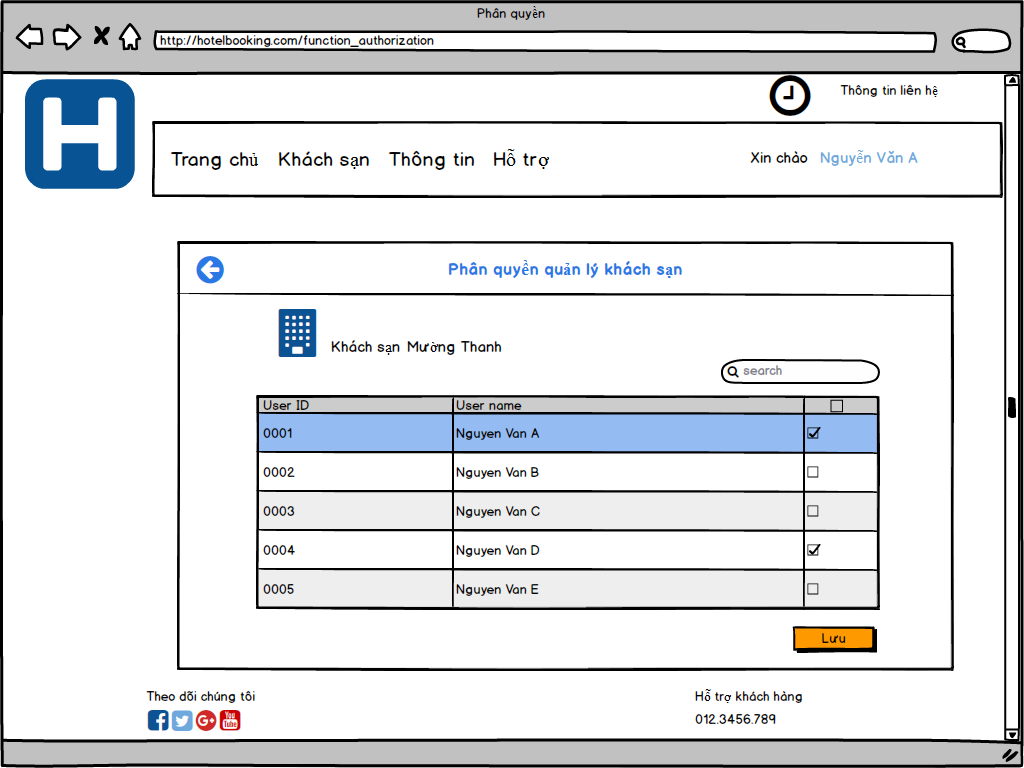 Phân quyền
http://hotelbooking.com/function_authorization
H
Thông tin liên hệ
Trang chủ Khách sạn Thông tin Hỗ trợ
Xin chào Nguyễn Văn A
Phân quyền quản lý khách sạn
Khách sạn Mường Thanh
search
User ID User name
0001 Nguyen Van A
0002 Nguyen Van B
0003 Nguyen Van C
0004 Nguyen Van D
0005 Nguyen Van E
Lưu
Theo dõi chúng tôi
Hỗ trợ khách hàng
f G+ You Tube
012.3456.789